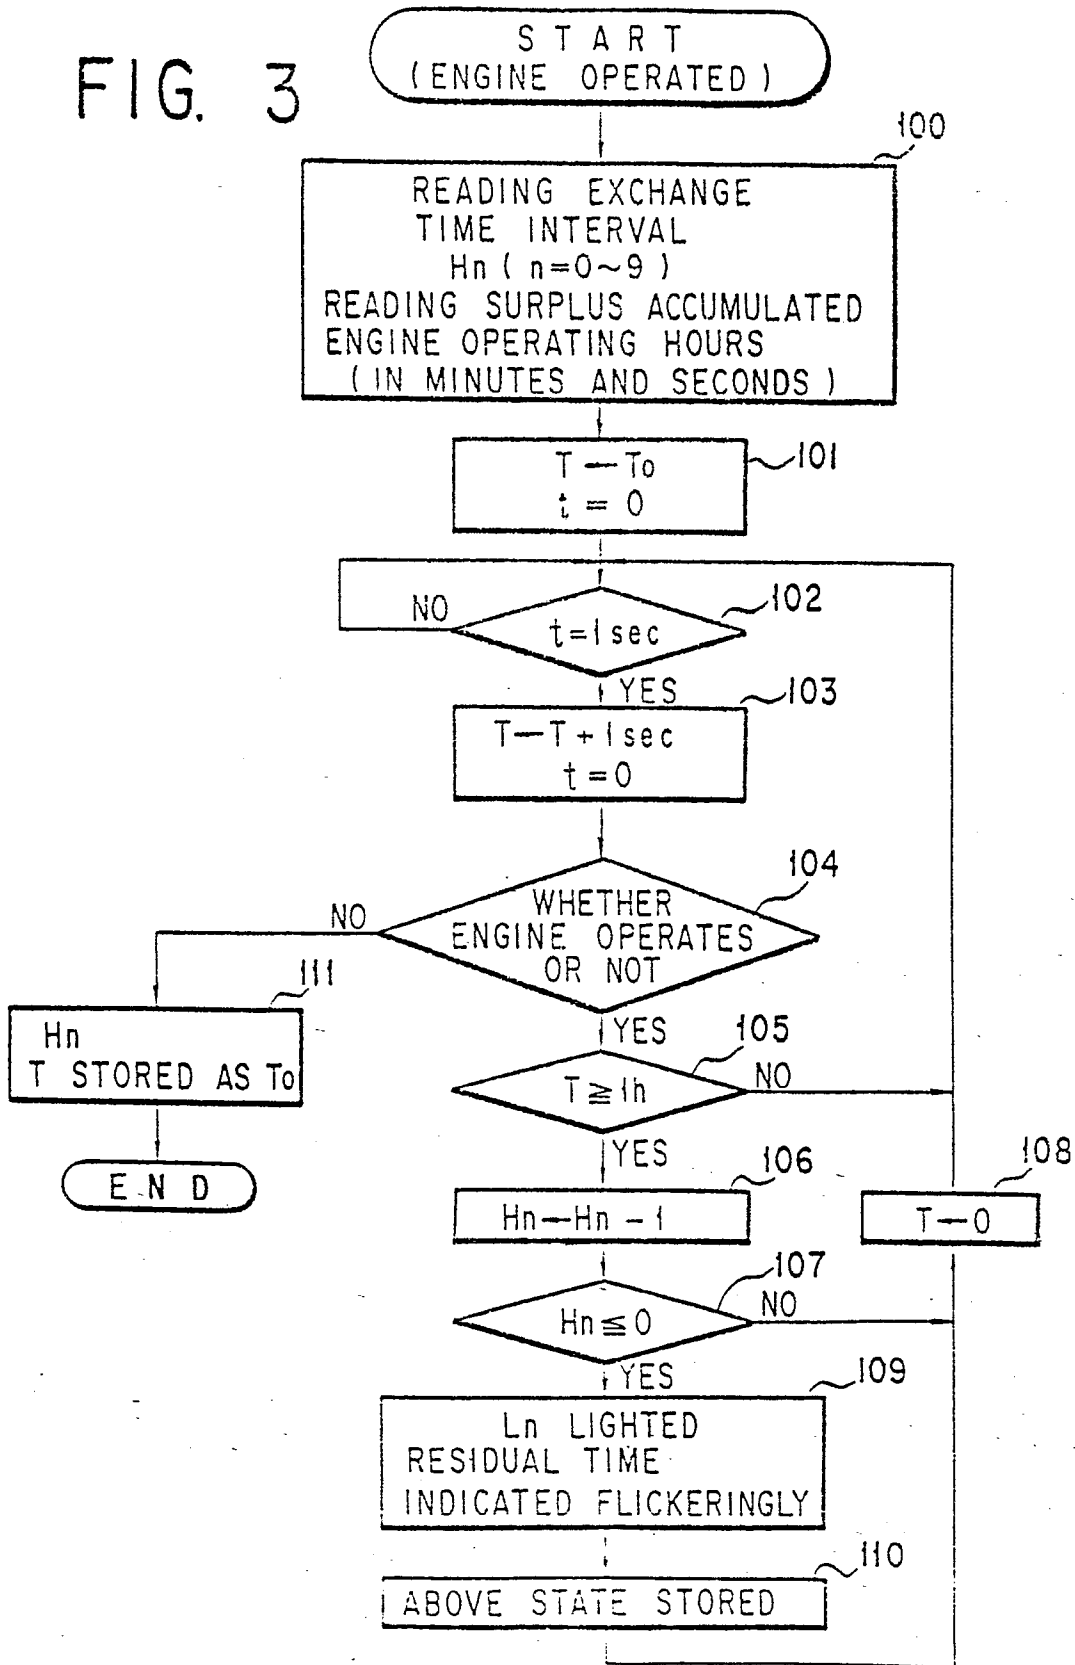 FIG. 3
START
(ENGINE OPERATED)
100
READING EXCHANGE
TIME INTERVAL
Hn (n=0~9)
READING SURPLUS ACCUMULATED
ENGINE OPERATING HOURS
(IN MINUTES AND SECONDS)
101
T ← To
t = 0
102
NO
t=1sec
YES
103
T←T+1sec
t=0
104
NO
WHETHER
ENGINE OPERATES
OR NOT
111
Hn
T STORED AS To
END
YES
105
T≧1h
NO
YES
106
Hn←Hn-1
108
T←0
107
Hn≦0
NO
YES
109
Ln LIGHTED
RESIDUAL TIME
INDICATED FLICKERINGLY
110
ABOVE STATE STORED